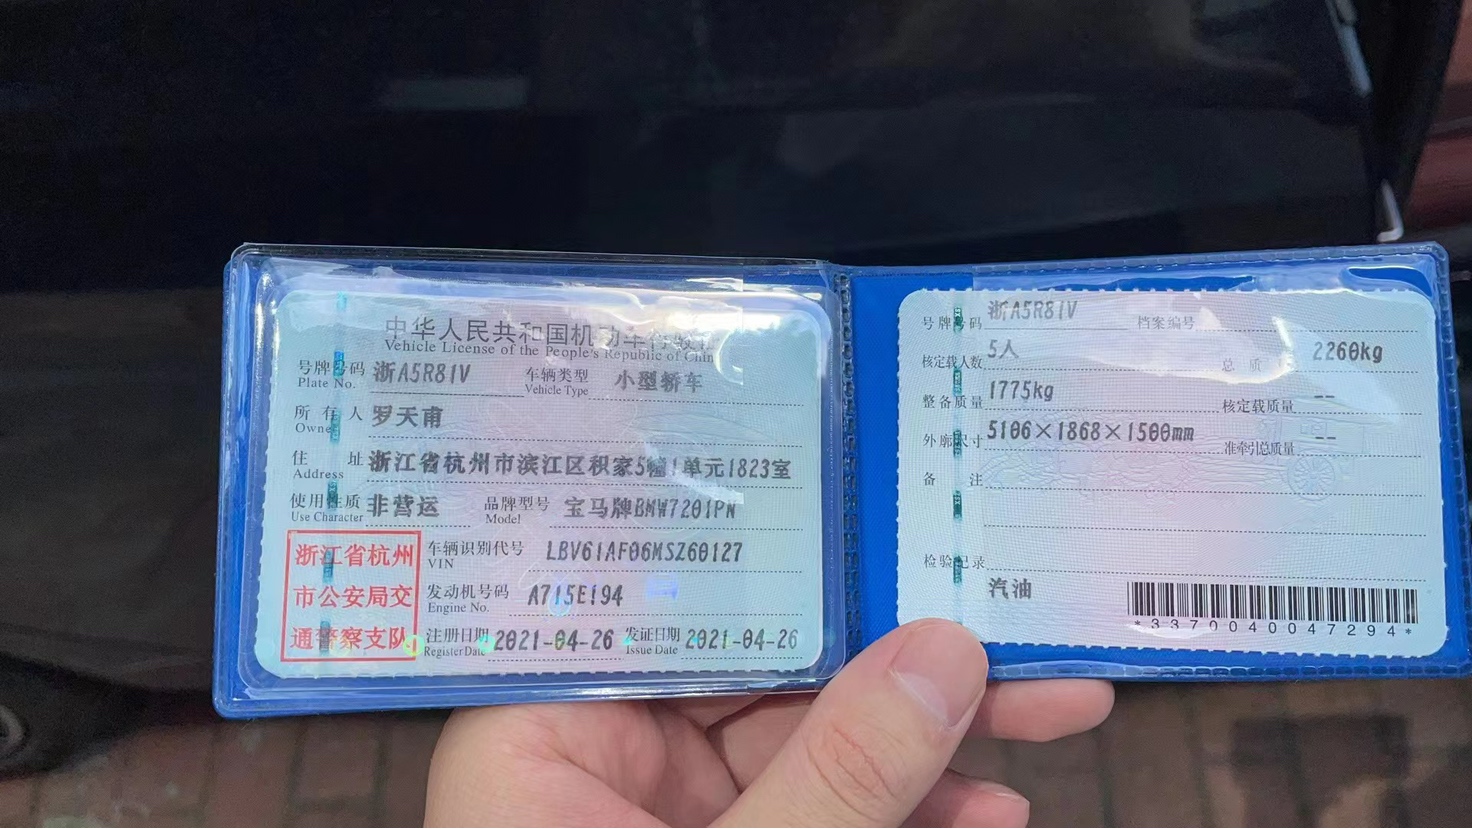 中华人民共和国机动车行驶证
Vehicle License of the People's Republic of China
号牌号码 浙A5R81V 车辆类型 小型轿车
Plate No. Vehicle Type
所有人 罗天甫
Owner
住址 浙江省杭州市滨江区积家5幢1单元1823室
Address
使用性质 非营运 品牌型号 宝马牌BMW7201PN
Use Character Model
浙江省杭州
市公安局交
通警察支队
车辆识别代号 LBV61AF06MSZ60127
VIN
发动机号码 A715E194
Engine No.
注册日期 2021-04-26 发证日期 2021-04-26
Register Date Issue Date
号牌号码 浙A5R81V 档案编号
核定载人数 5人 总质量 2260kg
整备质量 1775kg 核定载质量 --
外廓尺寸 5106×1868×1500mm 准牵引总质量 --
备注
检验记录
汽油
*3370040047294*